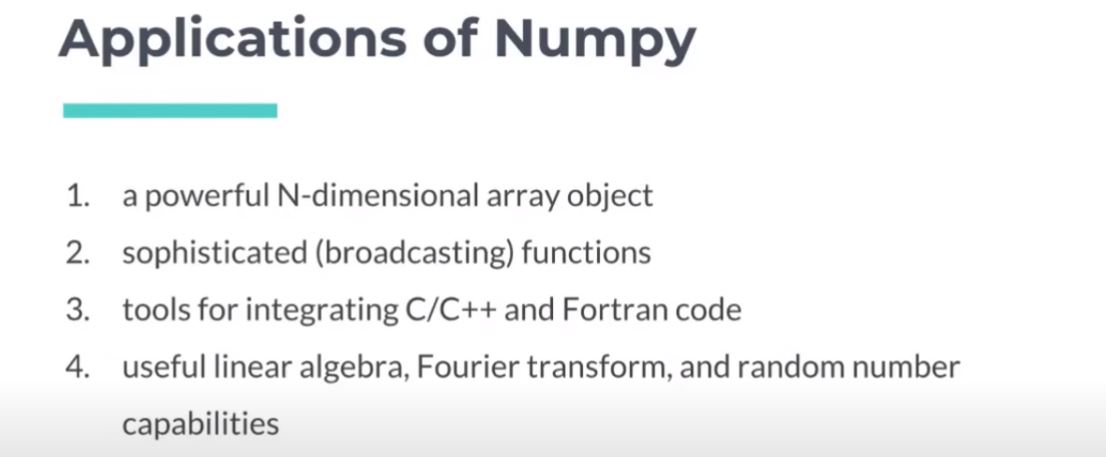 Applications of Numpy
1. a powerful N-dimensional array object
2. sophisticated (broadcasting) functions
3. tools for integrating C/C++ and Fortran code
4. useful linear algebra, Fourier transform, and random number
capabilities